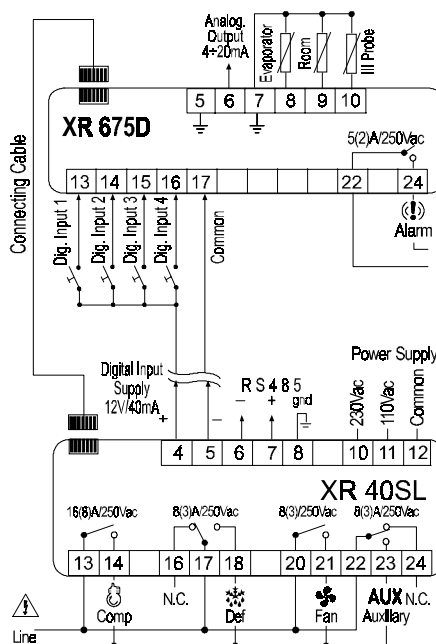 Analog.
Output
4÷20mA
Evaporator
Room
III Probe
5 6 7 8 9 10
XR 675D
5(2)A/250Vac
13 14 15 16 17 22 24
Connecting Cable
Dig. Input 1
Dig. Input 2
Dig. Input 3
Dig. Input 4
Common
Alarm
Digital Input
Supply
12V/40mA
+
−
RS485
− + gnd
Power Supply
230Vac
110Vac
Common
4 5 6 7 8 10 11 12
XR 40SL
16(6)A/250Vac 8(3)A/250Vac 8(3)/250Vac 8(3)A/250Vac
13 14 16 17 18 20 21 22 23 24
Comp N.C. Def Fan AUX N.C.
Auxiliary
Line